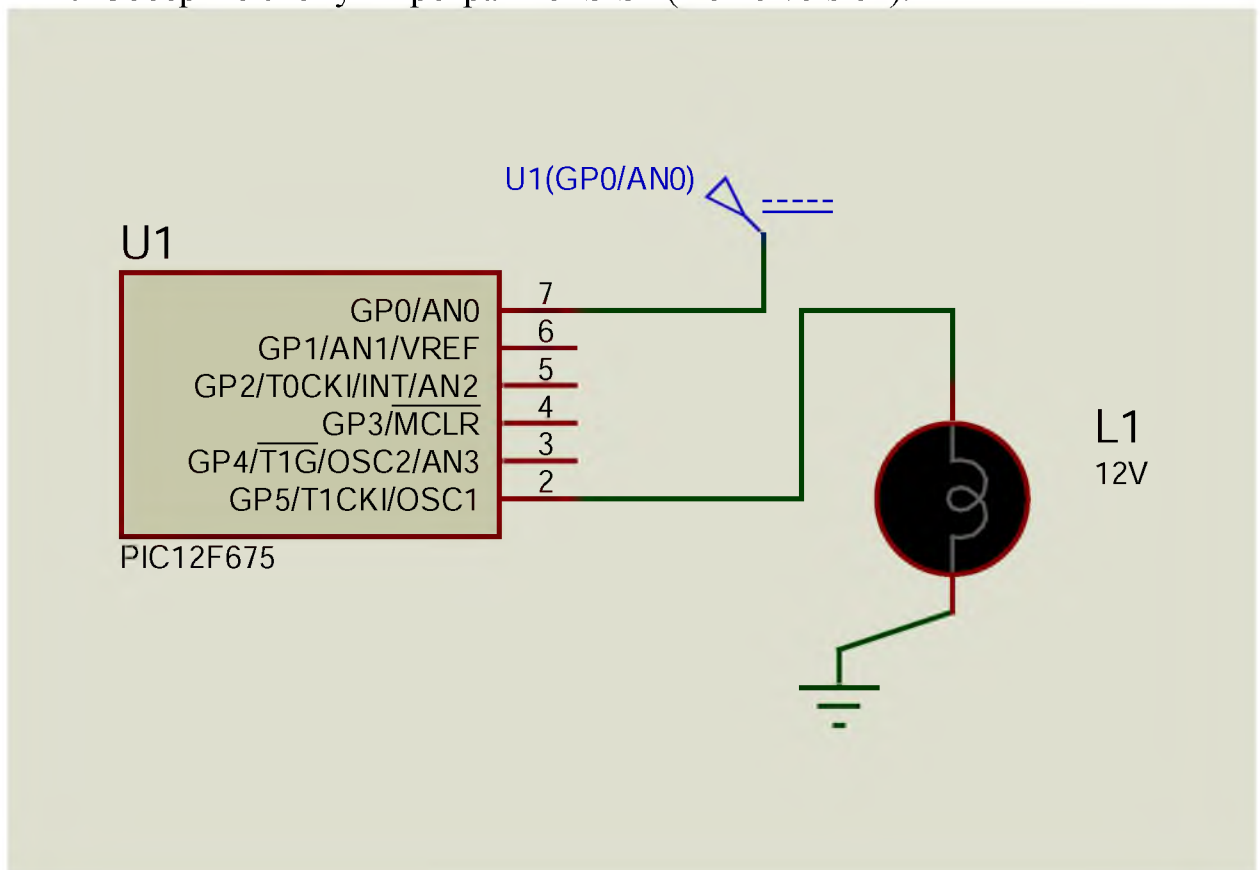 U1(GP0/AN0)
U1
GP0/AN0 7
GP1/AN1/VREF 6
GP2/T0CKI/INT/AN2 5
GP3/MCLR 4
GP4/T1G/OSC2/AN3 3
GP5/T1CKI/OSC1 2
PIC12F675
L1
12V